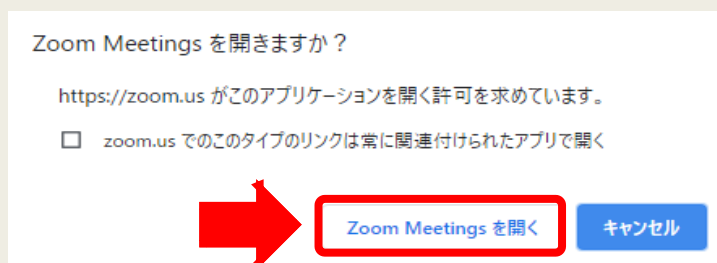 Zoom Meetings を開きますか？
https://zoom.us がこのアプリケーションを開く許可を求めています。
zoom.us でのこのタイプのリンクは常に関連付けられたアプリで開く
Zoom Meetings を開く キャンセル